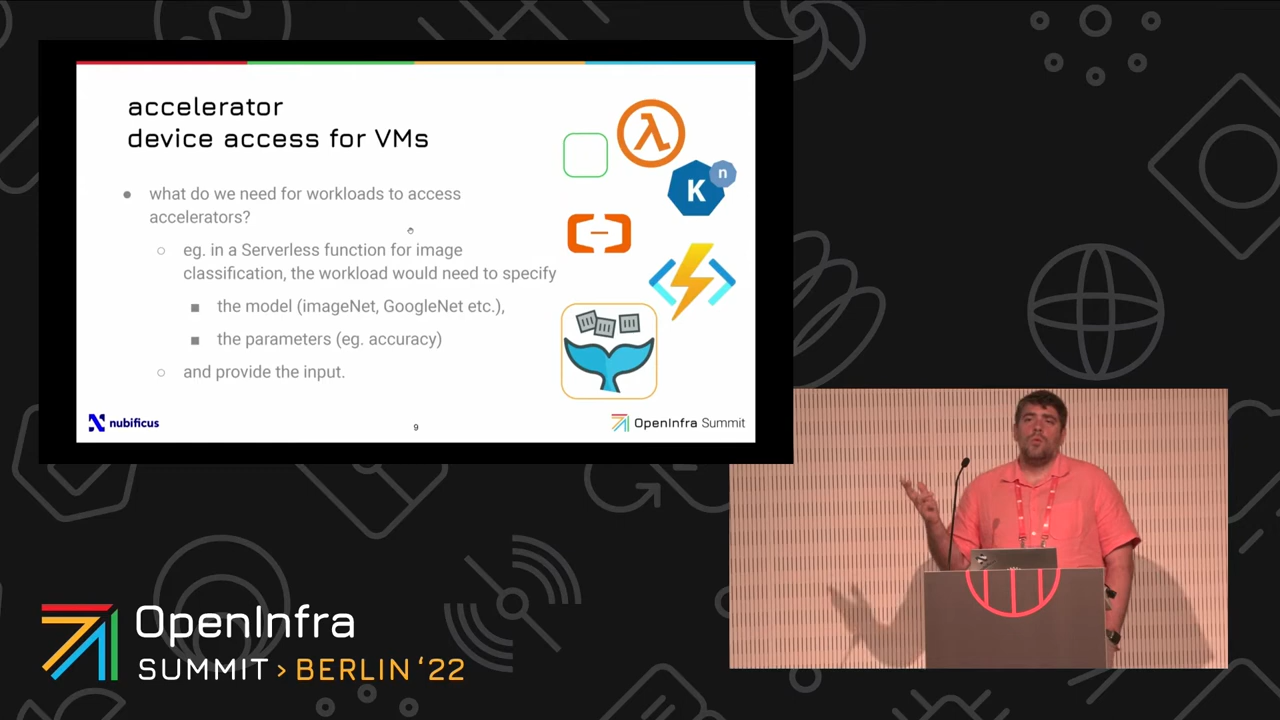 accelerator
device access for VMs
● what do we need for workloads to access
accelerators?
○ eg. in a Serverless function for image
classification, the workload would need to specify
■ the model (imageNet, GoogleNet etc.),
■ the parameters (eg. accuracy)
○ and provide the input.
λ
K
n
nubificus
9
OpenInfra Summit
OpenInfra
SUMMIT › BERLIN ‘22